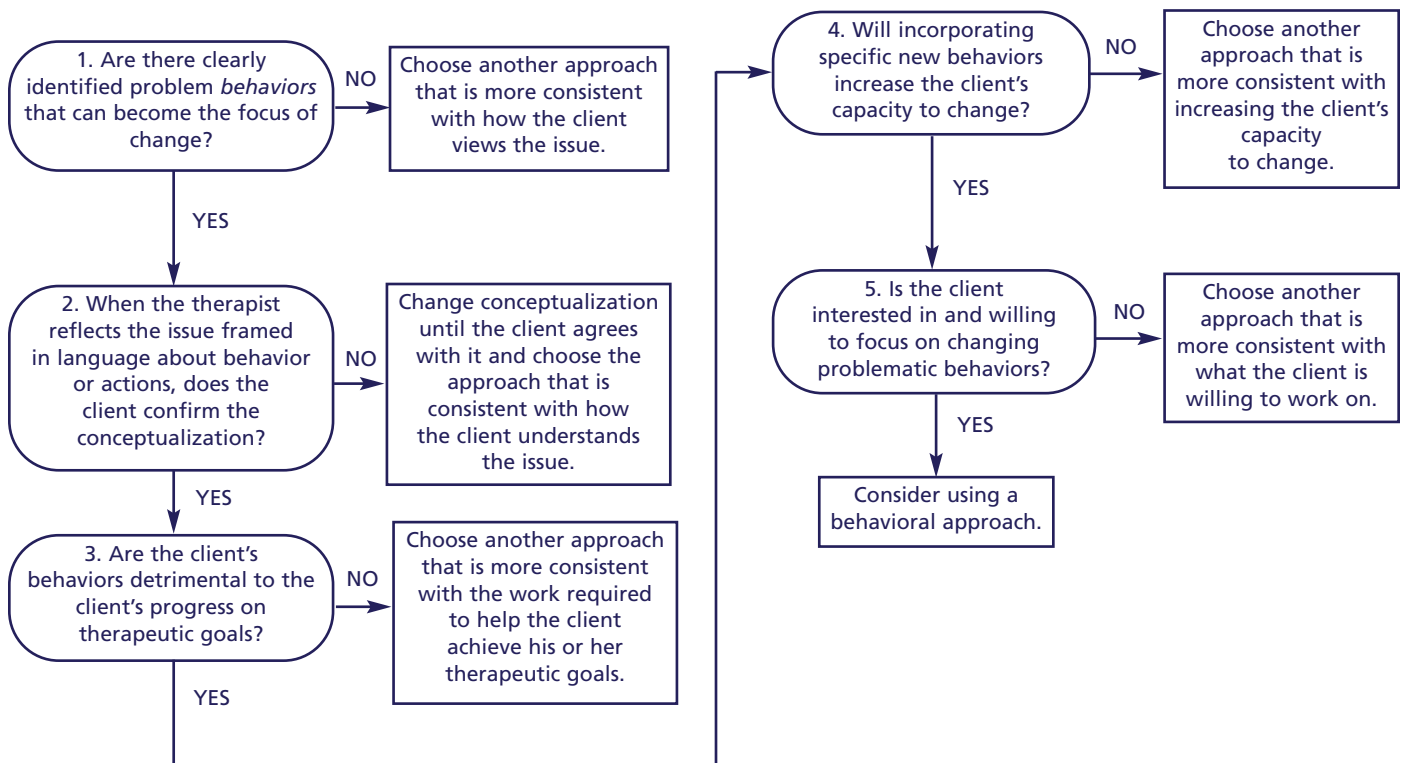 1. Are there clearly
identified problem behaviors
that can become the focus of
change?
NO
Choose another approach
that is more consistent
with how the client
views the issue.
YES
2. When the therapist
reflects the issue framed
in language about behavior
or actions, does the
client confirm the
conceptualization?
NO
Change conceptualization
until the client agrees
with it and choose the
approach that is
consistent with how
the client understands
the issue.
YES
3. Are the client’s
behaviors detrimental to the
client’s progress on
therapeutic goals?
NO
Choose another approach
that is more consistent
with the work required
to help the client
achieve his or her
therapeutic goals.
YES
4. Will incorporating
specific new behaviors
increase the client’s
capacity to change?
NO
Choose another
approach that is
more consistent with
increasing the client’s
capacity
to change.
YES
5. Is the client
interested in and willing
to focus on changing
problematic behaviors?
NO
Choose another
approach that is
more consistent with
what the client is
willing to work on.
YES
Consider using a
behavioral approach.